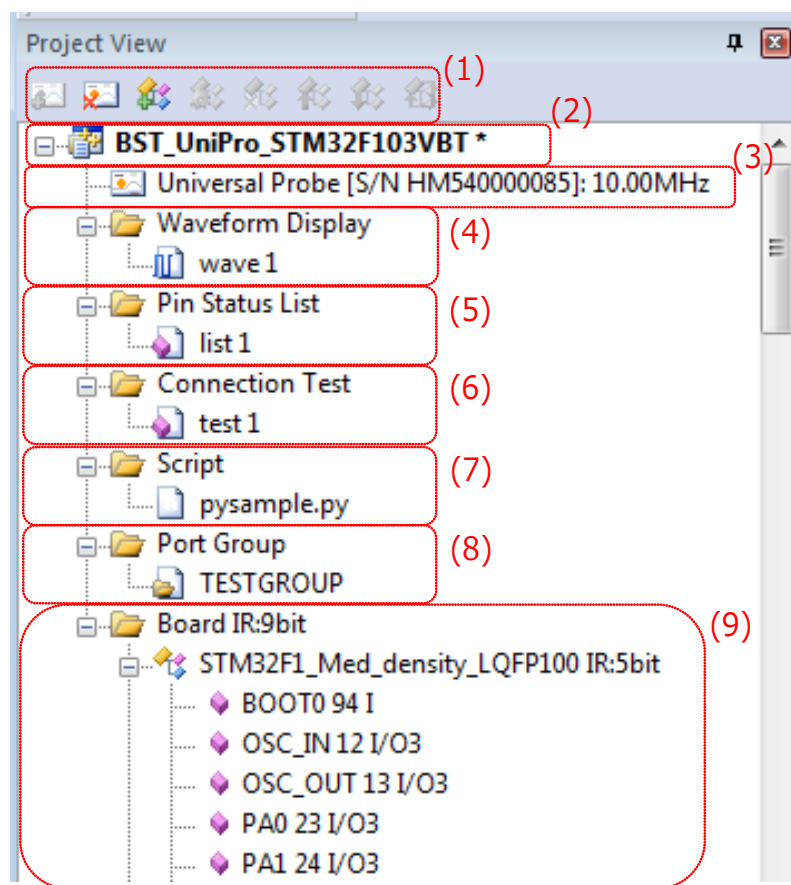 Project View
(1)
(2)
BST_UniPro_STM32F103VBT *
(3)
Universal Probe [S/N HM540000085]: 10.00MHz
Waveform Display
(4)
wave 1
Pin Status List
(5)
list 1
Connection Test
(6)
test 1
Script
(7)
pysample.py
Port Group
(8)
TESTGROUP
Board IR:9bit
(9)
STM32F1_Med_density_LQFP100 IR:5bit
BOOT0 94 I
OSC_IN 12 I/O3
OSC_OUT 13 I/O3
PA0 23 I/O3
PA1 24 I/O3